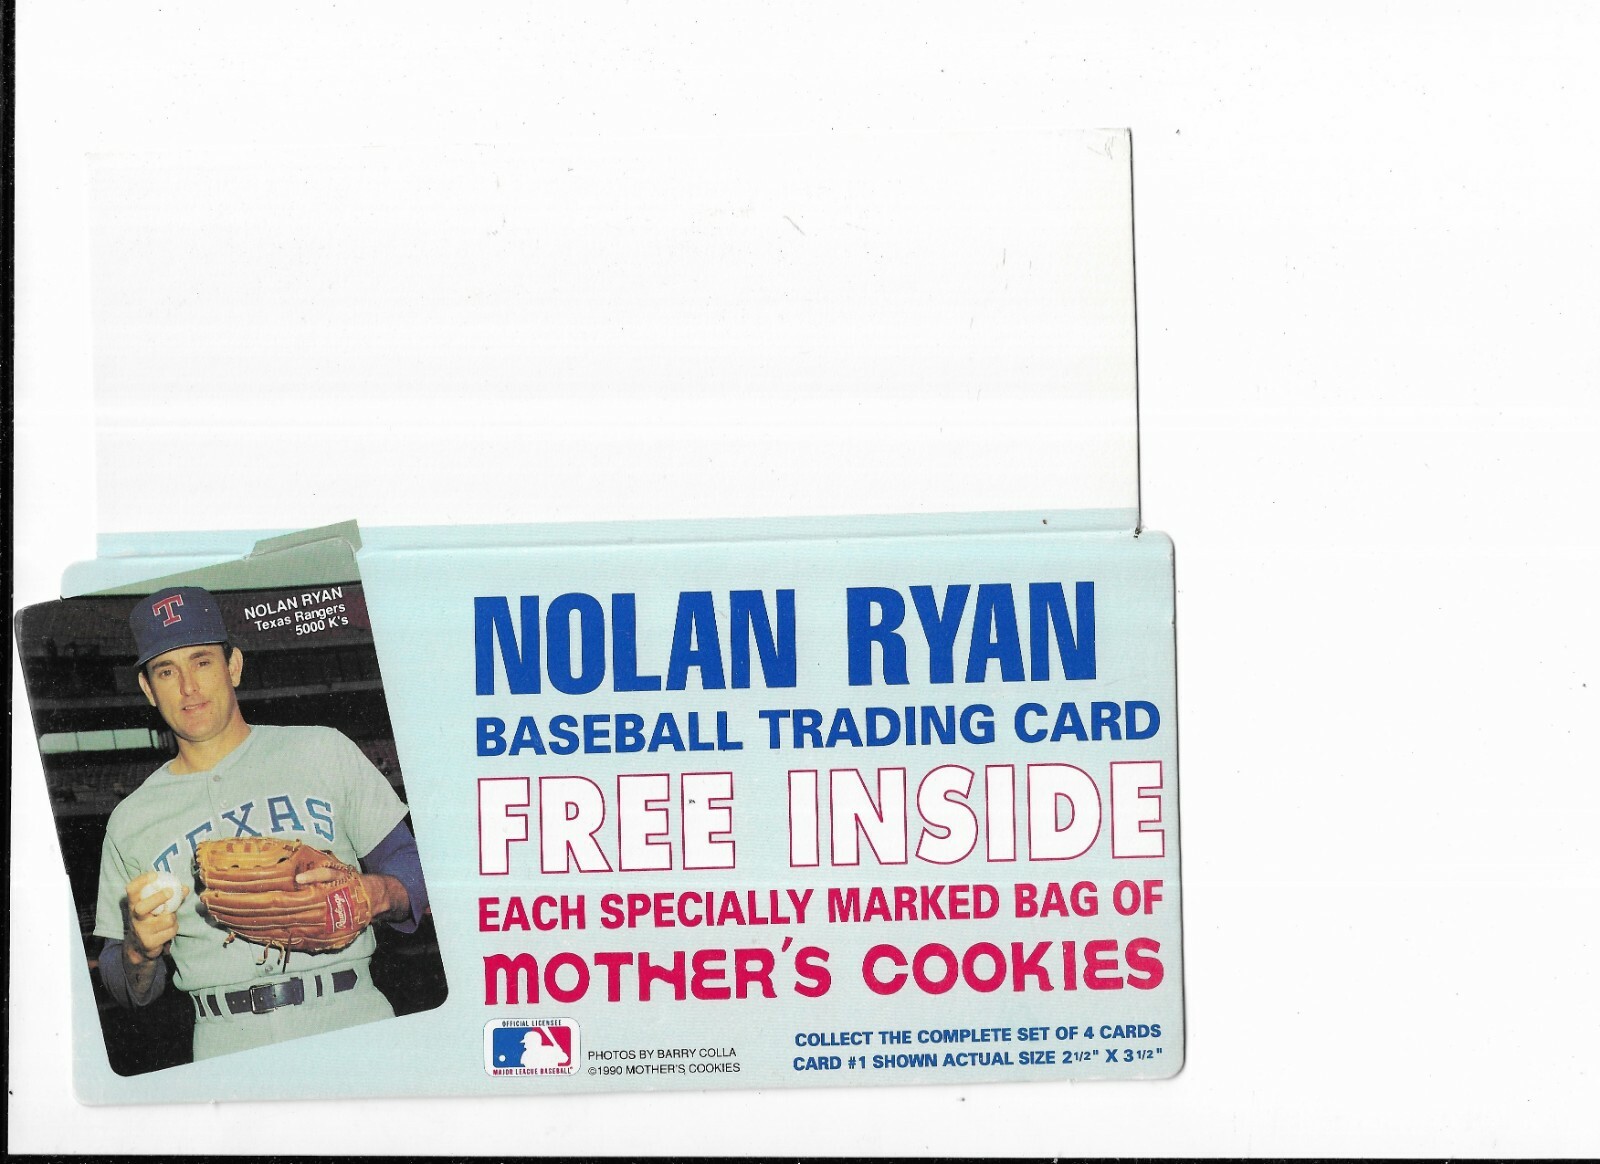 NOLAN RYAN
Texas Rangers
5000 K's
T
TEXAS
Rawlings
NOLAN RYAN
BASEBALL TRADING CARD
FREE INSIDE
EACH SPECIALLY MARKED BAG OF
MOTHER'S COOKIES
OFFICIAL LICENSEE
MAJOR LEAGUE BASEBALL
PHOTOS BY BARRY COLLA
©1990 MOTHER'S COOKIES
COLLECT THE COMPLETE SET OF 4 CARDS
CARD #1 SHOWN ACTUAL SIZE 2 1/2" X 3 1/2"